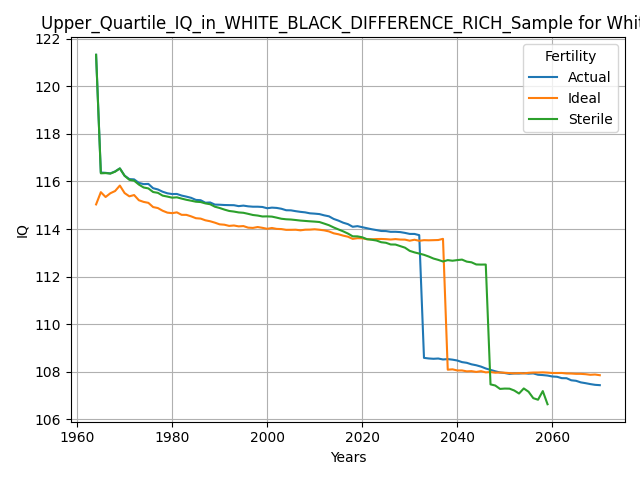 Upper_Quartile_IQ_in_WHITE_BLACK_DIFFERENCE_RICH_Sample for Whit
122
120
118
116
114
112
110
108
106
IQ
1960
1980
2000
2020
2040
2060
Years
Fertility
Actual
Ideal
Sterile